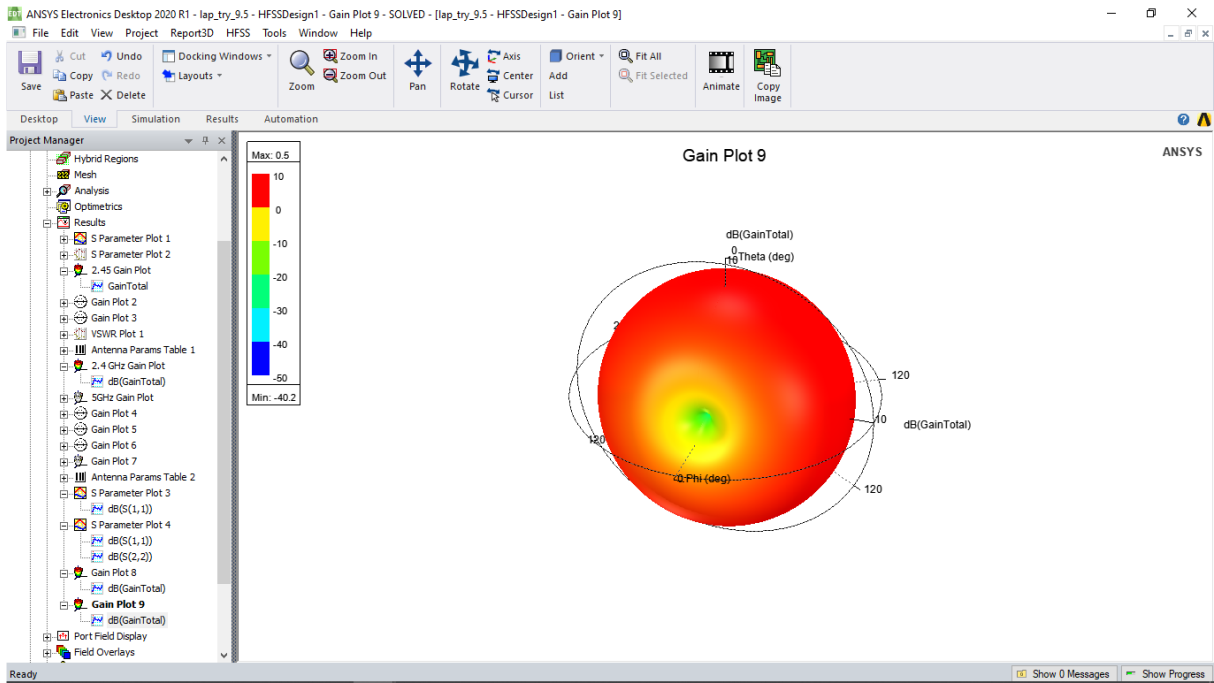 ANSYS Electronics Desktop 2020 R1 - lap_try_9.5 - HFSSDesign1 - Gain Plot 9 - SOLVED - [lap_try_9.5 - HFSSDesign1 - Gain Plot 9]
File Edit View Project Report3D HFSS Tools Window Help
Save
Cut
Undo
Copy
Redo
Paste
Delete
Docking Windows
Layouts
Zoom
Zoom In
Zoom Out
Pan
Rotate
Axis
Center
Cursor
Orient
Add
List
Fit All
Fit Selected
Animate
Copy
Image
Desktop View Simulation Results Automation
Project Manager
Hybrid Regions
Mesh
Analysis
Optimetrics
Results
S Parameter Plot 1
S Parameter Plot 2
2.45 Gain Plot
GainTotal
Gain Plot 2
Gain Plot 3
VSWR Plot 1
Antenna Params Table 1
2.4 GHz Gain Plot
dB(GainTotal)
5GHz Gain Plot
Gain Plot 4
Gain Plot 5
Gain Plot 6
Gain Plot 7
Antenna Params Table 2
S Parameter Plot 3
dB(S(1,1))
S Parameter Plot 4
dB(S(1,1))
dB(S(2,2))
Gain Plot 8
dB(GainTotal)
Gain Plot 9
dB(GainTotal)
Port Field Display
Field Overlays
Max: 0.5
10
0
-10
-20
-30
-40
-50
Min: -40.2
Gain Plot 9
ANSYS
dB(GainTotal)
0
10
Theta (deg)
2
120
10
dB(GainTotal)
120
Phi (deg)
120
Ready
Show 0 Messages
Show Progress